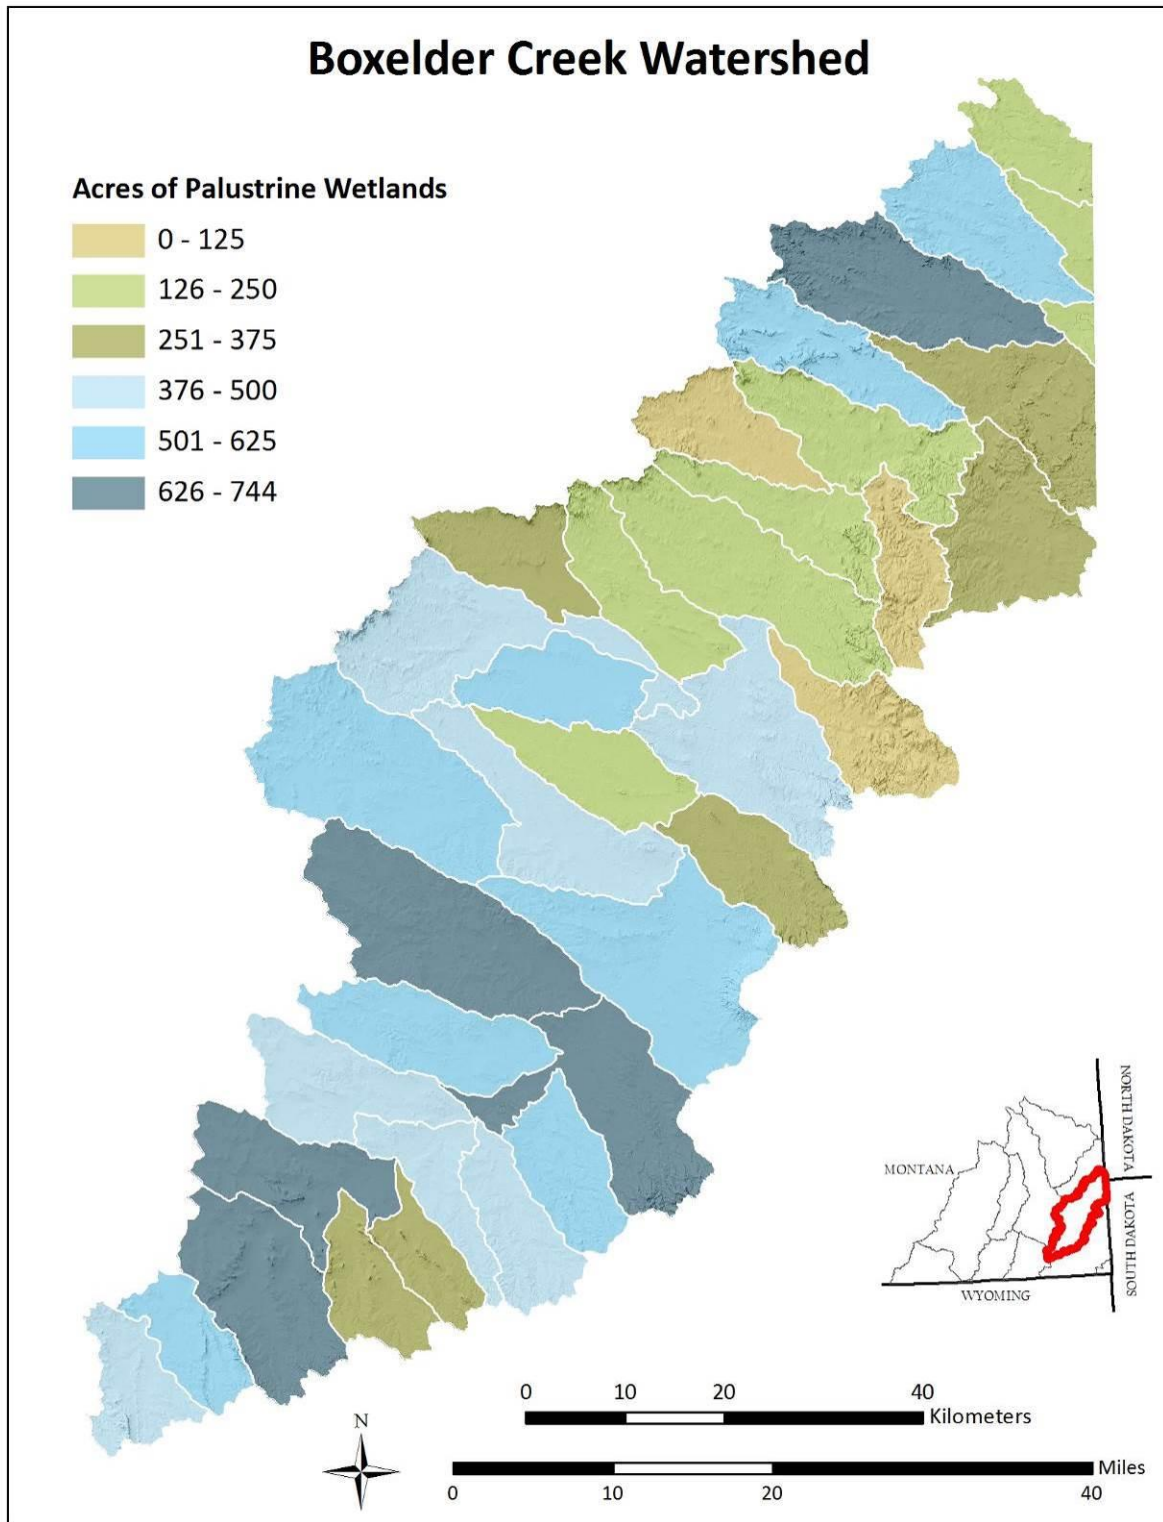 Boxelder Creek Watershed
Acres of Palustrine Wetlands
0 - 125
126 - 250
251 - 375
376 - 500
501 - 625
626 - 744
MONTANA
NORTH DAKOTA
SOUTH DAKOTA
WYOMING
0 10 20 40
Kilometers
N
Miles
0 10 20 40